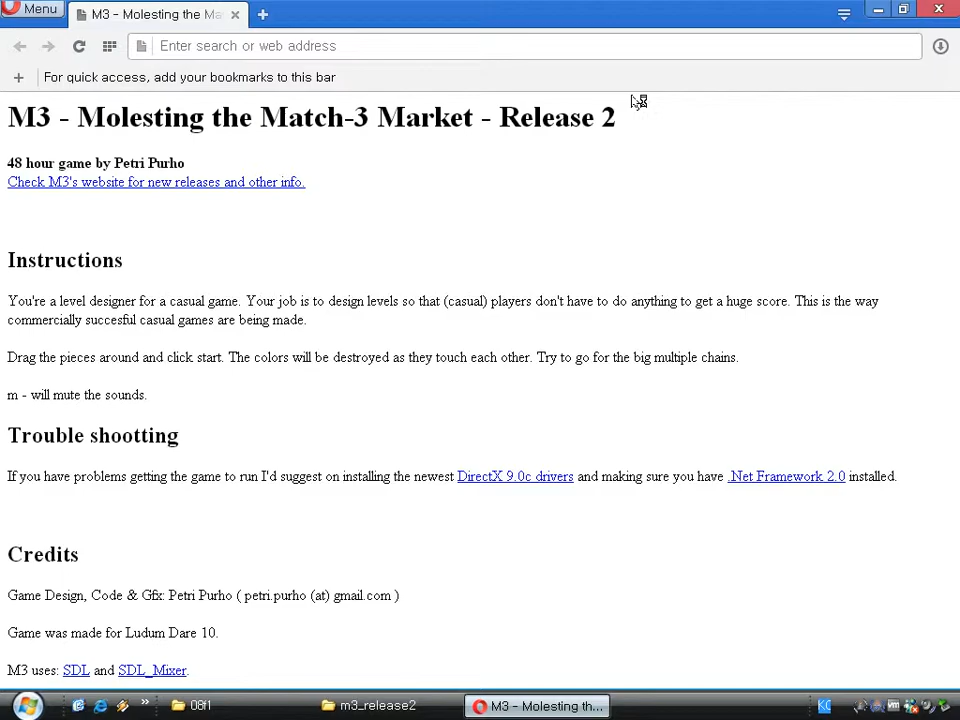 Menu
M3 - Molesting the Ma
Enter search or web address
For quick access, add your bookmarks to this bar
M3 - Molesting the Match-3 Market - Release 2
48 hour game by Petri Purho
Check M3's website for new releases and other info.
Instructions
You're a level designer for a casual game. Your job is to design levels so that (casual) players don't have to do anything to get a huge score. This is the way
commercially succesful casual games are being made.
Drag the pieces around and click start. The colors will be destroyed as they touch each other. Try to go for the big multiple chains.
m - will mute the sounds.
Trouble shootting
If you have problems getting the game to run I'd suggest on installing the newest DirectX 9.0c drivers and making sure you have .Net Framework 2.0 installed.
Credits
Game Design, Code & Gfx: Petri Purho ( petri.purho (at) gmail.com )
Game was made for Ludum Dare 10.
M3 uses: SDL and SDL_Mixer.
08f1
m3_release2
M3 - Molesting th...
KC